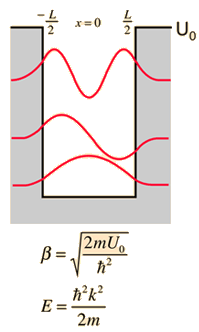 -L/2 x=0 L/2 U₀
β = √(2mU₀/ħ²)
E = ħ²k²/2m